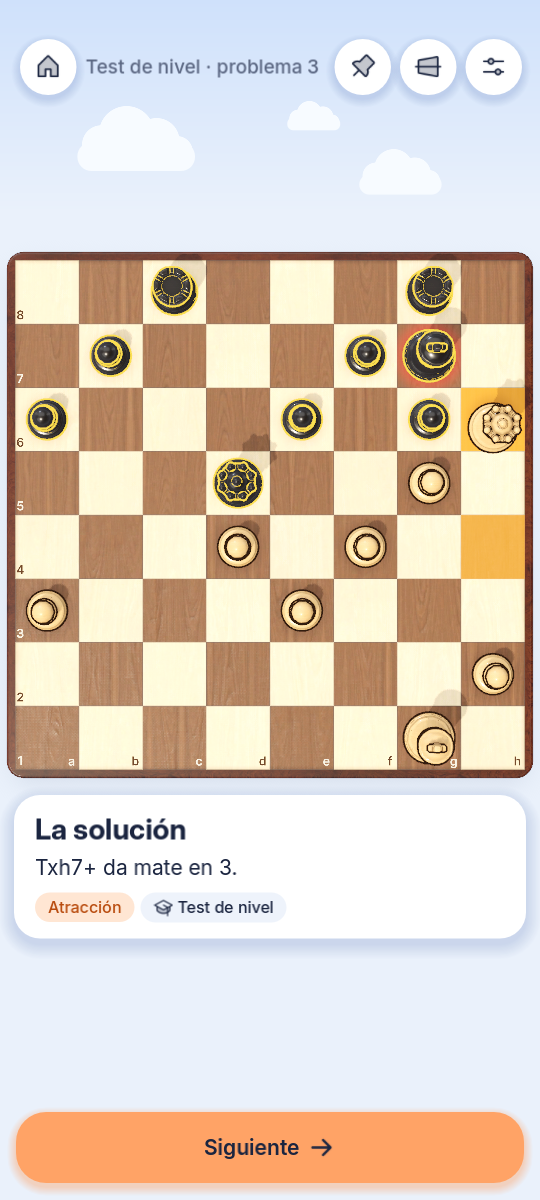 Test de nivel · problema 3
8
7
6
5
4
3
2
1 a b c d e f g h
La solución
Txh7+ da mate en 3.
Atracción Test de nivel
Siguiente →